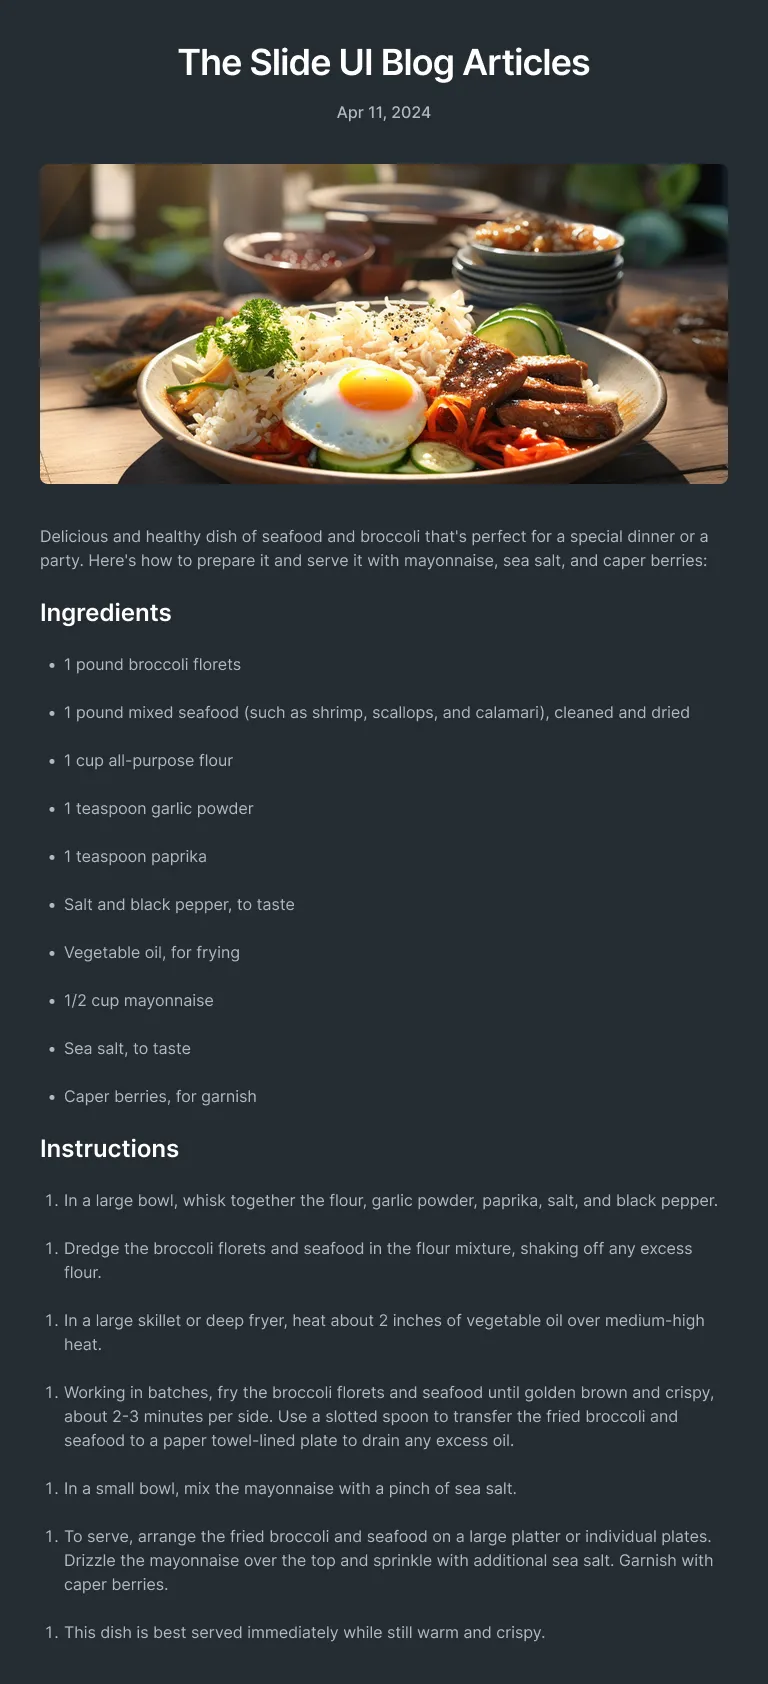 The Slide UI Blog Articles
Apr 11, 2024
Delicious and healthy dish of seafood and broccoli that's perfect for a special dinner or a
party. Here's how to prepare it and serve it with mayonnaise, sea salt, and caper berries:
Ingredients
• 1 pound broccoli florets
• 1 pound mixed seafood (such as shrimp, scallops, and calamari), cleaned and dried
• 1 cup all-purpose flour
• 1 teaspoon garlic powder
• 1 teaspoon paprika
• Salt and black pepper, to taste
• Vegetable oil, for frying
• 1/2 cup mayonnaise
• Sea salt, to taste
• Caper berries, for garnish
Instructions
1. In a large bowl, whisk together the flour, garlic powder, paprika, salt, and black pepper.
1. Dredge the broccoli florets and seafood in the flour mixture, shaking off any excess
flour.
1. In a large skillet or deep fryer, heat about 2 inches of vegetable oil over medium-high
heat.
1. Working in batches, fry the broccoli florets and seafood until golden brown and crispy,
about 2-3 minutes per side. Use a slotted spoon to transfer the fried broccoli and
seafood to a paper towel-lined plate to drain any excess oil.
1. In a small bowl, mix the mayonnaise with a pinch of sea salt.
1. To serve, arrange the fried broccoli and seafood on a large platter or individual plates.
Drizzle the mayonnaise over the top and sprinkle with additional sea salt. Garnish with
caper berries.
1. This dish is best served immediately while still warm and crispy.